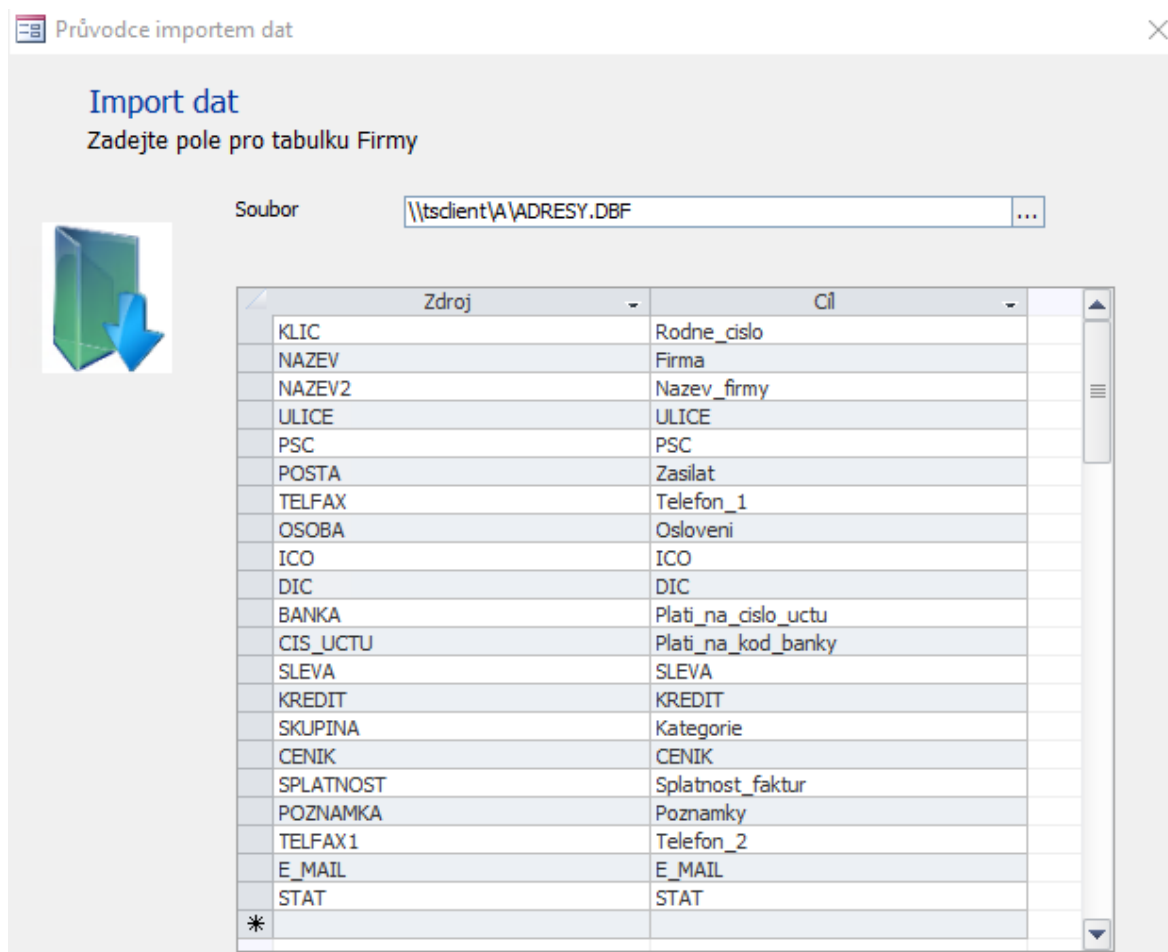 Průvodce importem dat
Import dat
Zadejte pole pro tabulku Firmy
Soubor \\tsclient\A\ADRESY.DBF ...
Zdroj Cíl
KLIC Rodne_cislo
NAZEV Firma
NAZEV2 Nazev_firmy
ULICE ULICE
PSC PSC
POSTA Zasilat
TELFAX Telefon_1
OSOBA Osloveni
ICO ICO
DIC DIC
BANKA Plati_na_cislo_uctu
CIS_UCTU Plati_na_kod_banky
SLEVA SLEVA
KREDIT KREDIT
SKUPINA Kategorie
CENIK CENIK
SPLATNOST Splatnost_faktur
POZNAMKA Poznamky
TELFAX1 Telefon_2
E_MAIL E_MAIL
STAT STAT